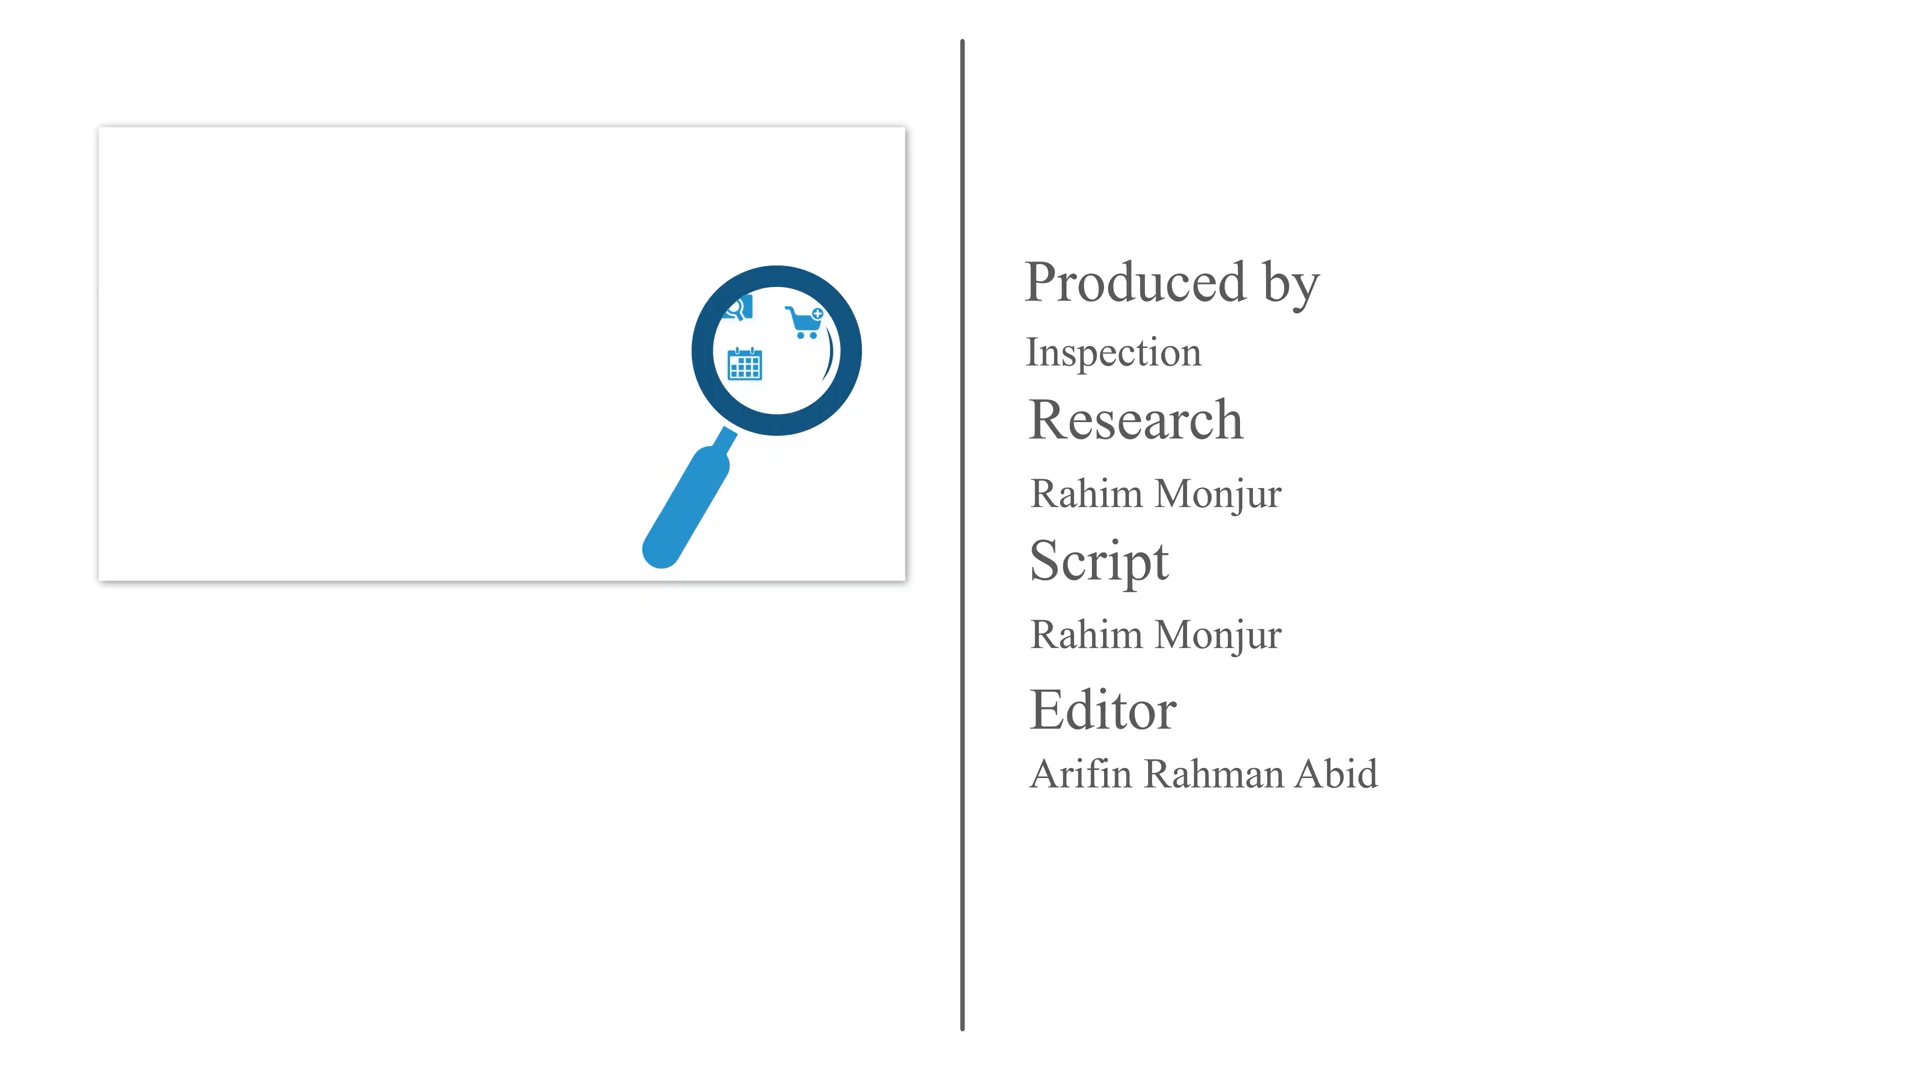 Produced by
Inspection
Research
Rahim Monjur
Script
Rahim Monjur
Editor
Arifin Rahman Abid